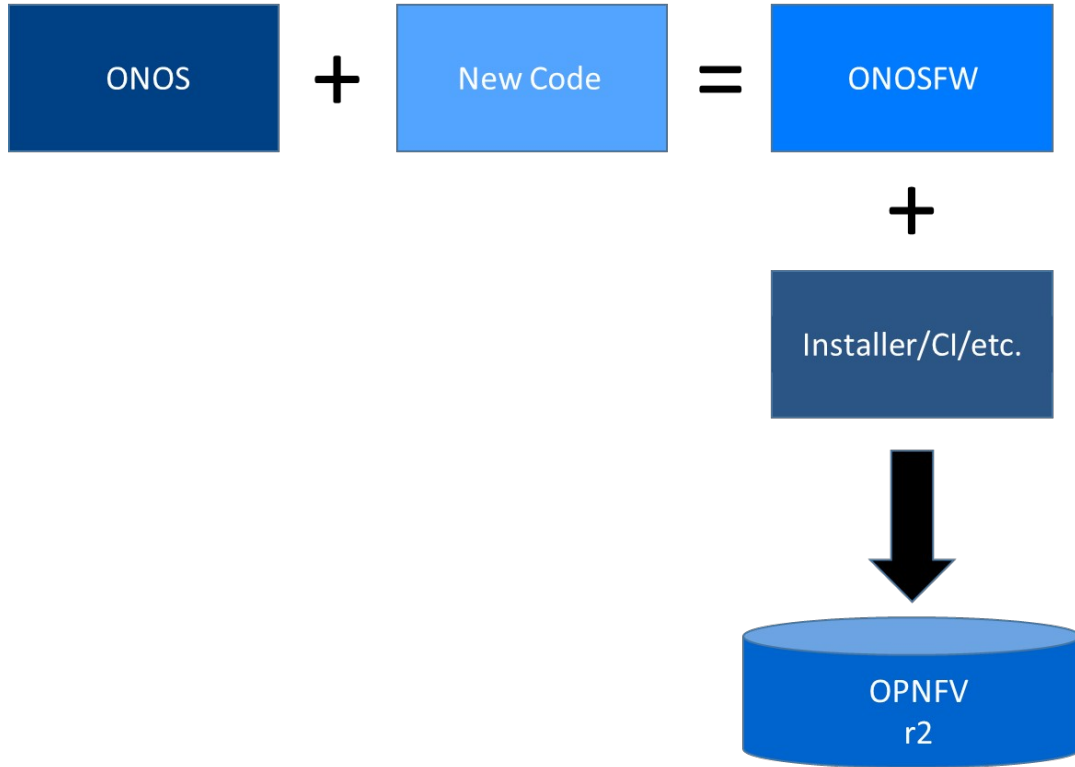 ONOS + New Code = ONOSFW
+
Installer/CI/etc.
OPNFV
r2